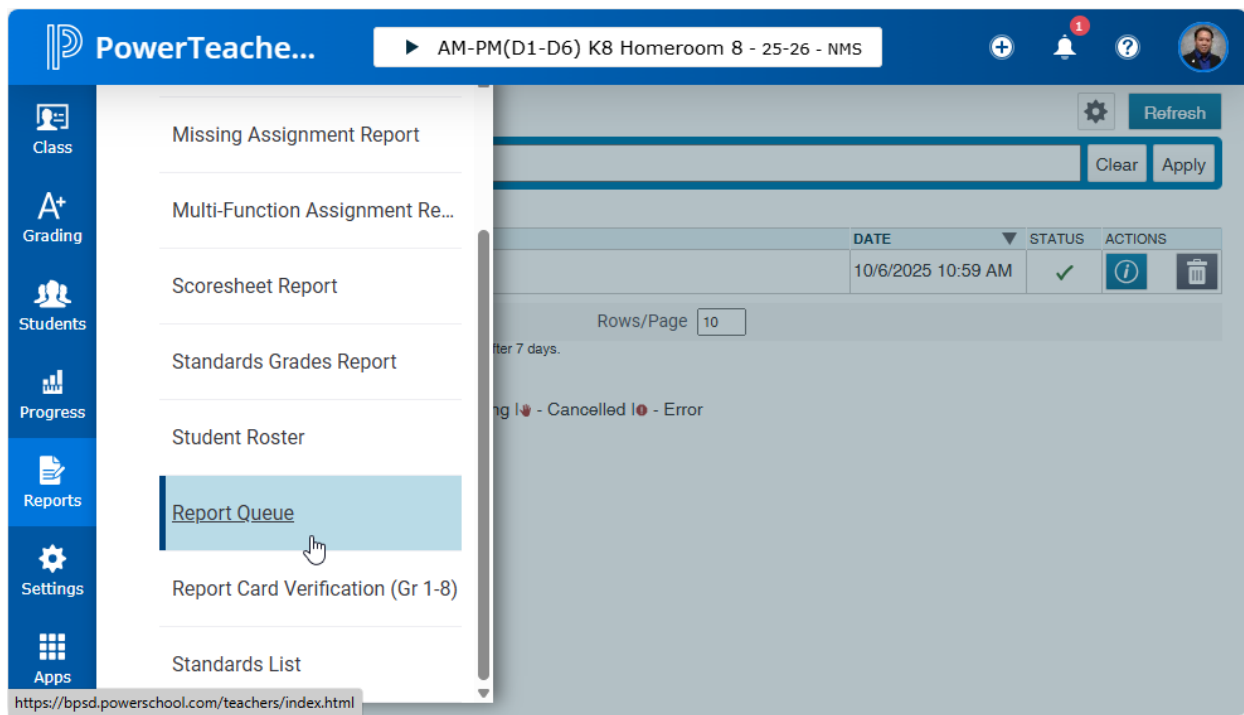 PowerTeache...
AM-PM(D1-D6) K8 Homeroom 8 - 25-26 - NMS
1
Class
Grading
Students
Progress
Reports
Settings
Apps
Missing Assignment Report
Multi-Function Assignment Re...
Scoresheet Report
Standards Grades Report
Student Roster
Report Queue
Report Card Verification (Gr 1-8)
Standards List
Refresh
Clear Apply
DATE STATUS ACTIONS
10/6/2025 10:59 AM
Rows/Page 10
after 7 days.
- Cancelled | - Error
https://bpsd.powerschool.com/teachers/index.html